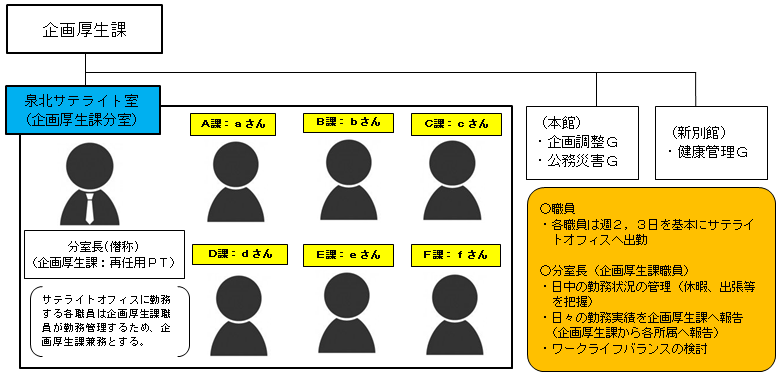 企画厚生課
泉北サテライト室
(企画厚生課分室)
A課：aさん
B課：bさん
C課：cさん
分室長(僭称)
(企画厚生課：再任用PT)
D課：dさん
E課：eさん
F課：fさん
サテライトオフィスに勤務
する各職員は企画厚生課職
員が勤務管理するため、企
画厚生課兼務とする。
(本館)
・企画調整G
・公務災害G
(新別館)
・健康管理G
〇職員
・各職員は週2，3日を基本にサテラ
イトオフィスへ出勤
〇分室長（企画厚生課職員）
・日中の勤務状況の管理（休暇、出張等
を把握）
・日々の勤務実績を企画厚生課へ報告
（企画厚生課から各所属へ報告）
・ワークライフバランスの検討